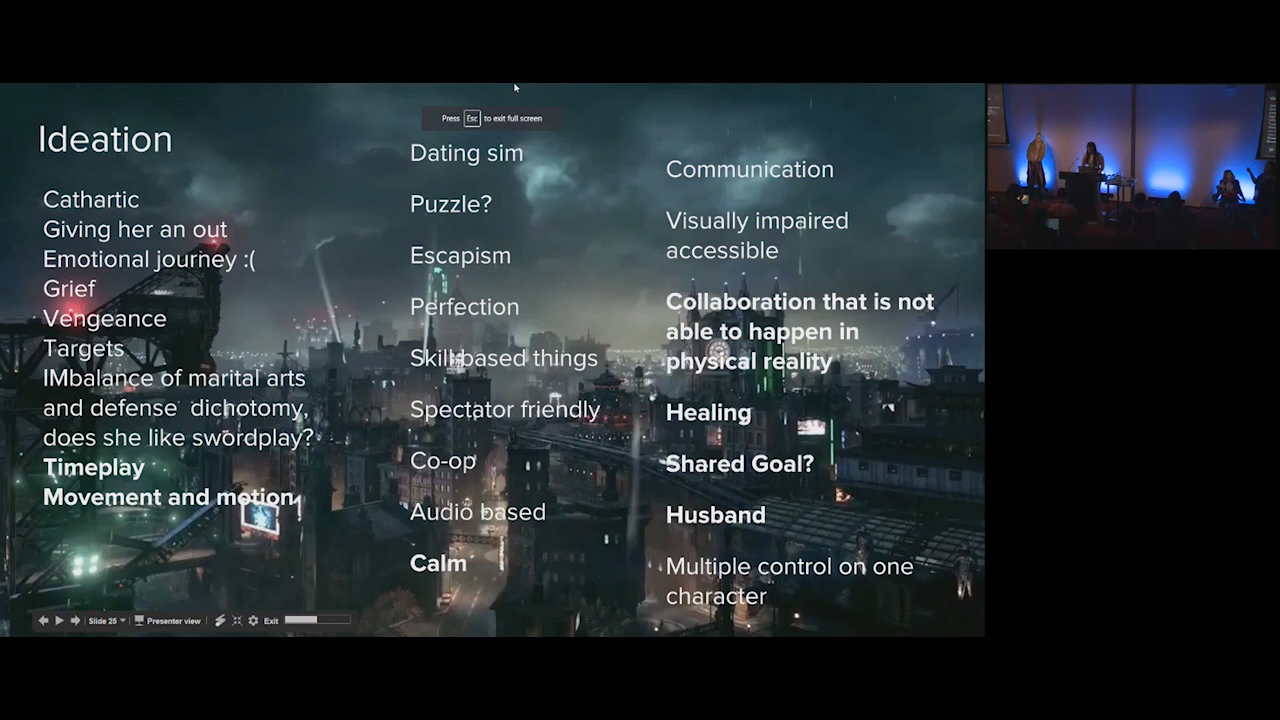 Press Esc to exit full screen
Ideation
Cathartic
Giving her an out
Emotional journey :(
Grief
Vengeance
Targets
IMbalance of marital arts
and defense  dichotomy,
does she like swordplay?
Timeplay
Movement and motion
Dating sim
Puzzle?
Escapism
Perfection
Skill based things
Spectator friendly
Co-op
Audio based
Calm
Communication
Visually impaired
accessible
Collaboration that is not
able to happen in
physical reality
Healing
Shared Goal?
Husband
Multiple control on one
character
Slide 25
Presenter view
Exit